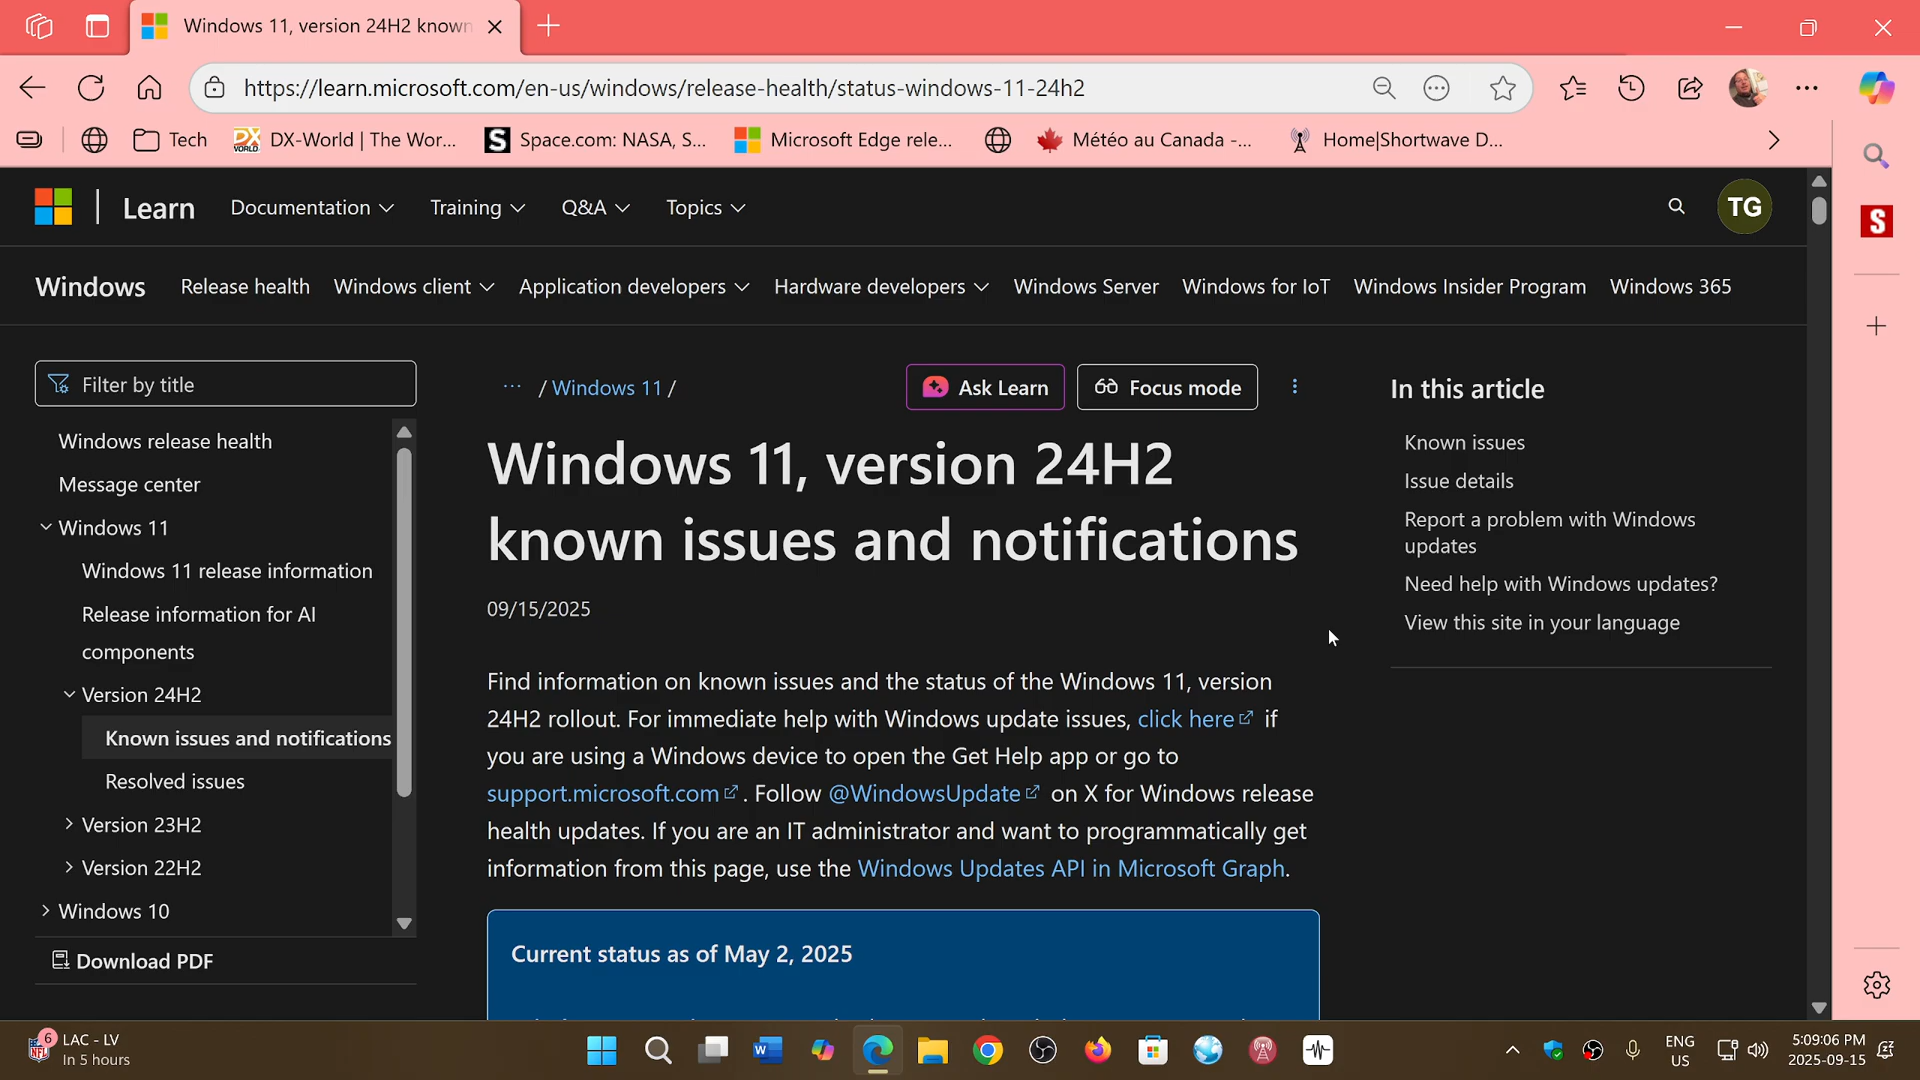 Windows 11, version 24H2 known
https://learn.microsoft.com/en-us/windows/release-health/status-windows-11-24h2
Tech
DX-World | The Wor...
Space.com: NASA, S...
Microsoft Edge rele...
Météo au Canada -...
Home|Shortwave D...
Learn
Documentation
Training
Q&A
Topics
TG
Windows
Release health
Windows client
Application developers
Hardware developers
Windows Server
Windows for IoT
Windows Insider Program
Windows 365
Filter by title
Windows release health
Message center
Windows 11
Windows 11 release information
Release information for AI
components
Version 24H2
Known issues and notifications
Resolved issues
Version 23H2
Version 22H2
Windows 10
Download PDF
... / Windows 11 /
Ask Learn
Focus mode
Windows 11, version 24H2
known issues and notifications
09/15/2025
Find information on known issues and the status of the Windows 11, version
24H2 rollout. For immediate help with Windows update issues, click here if
you are using a Windows device to open the Get Help app or go to
support.microsoft.com . Follow @WindowsUpdate on X for Windows release
health updates. If you are an IT administrator and want to programmatically get
information from this page, use the Windows Updates API in Microsoft Graph.
Current status as of May 2, 2025
In this article
Known issues
Issue details
Report a problem with Windows
updates
Need help with Windows updates?
View this site in your language
6
LAC - LV
In 5 hours
ENG
US
5:09:06 PM
2025-09-15